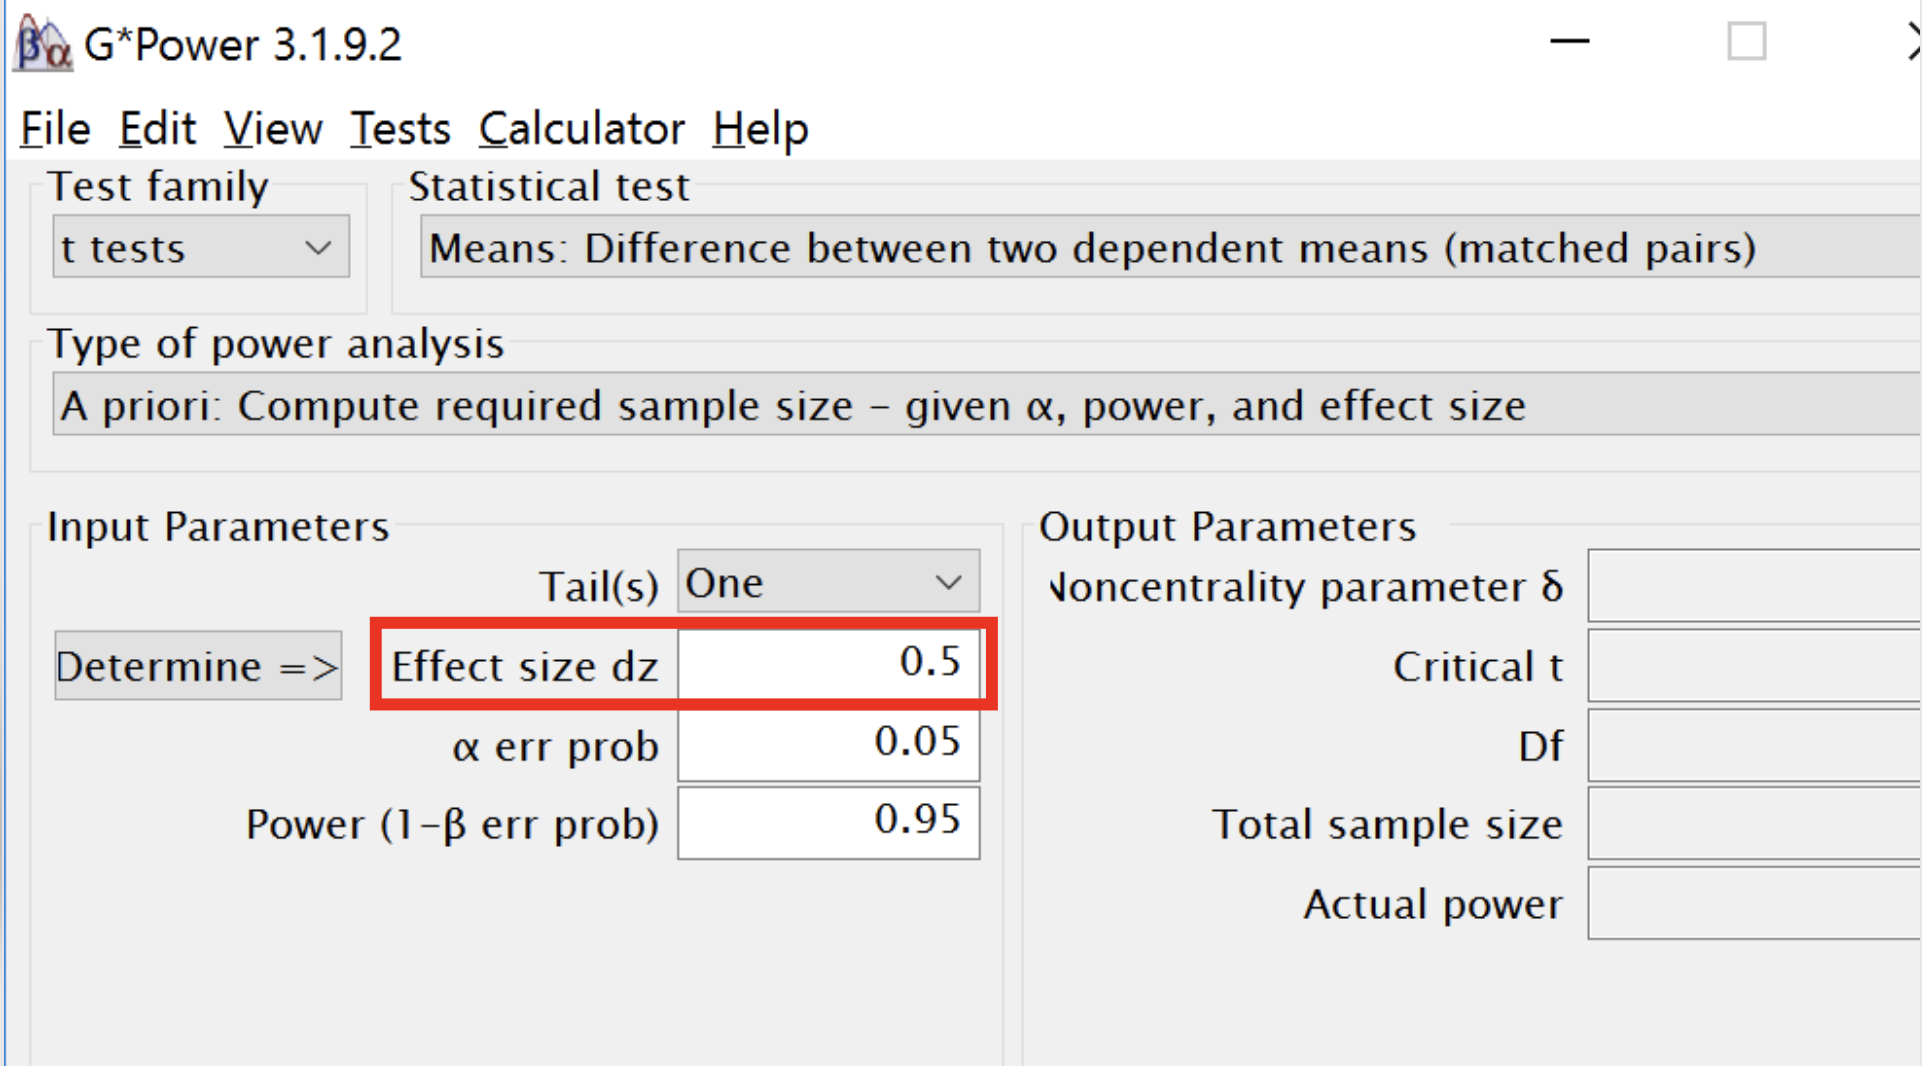 G*Power 3.1.9.2
File Edit View Tests Calculator Help
Test family
Statistical test
t tests
Means: Difference between two dependent means (matched pairs)
Type of power analysis
A priori: Compute required sample size – given α, power, and effect size
Input Parameters
Output Parameters
Tail(s) One
Noncentrality parameter δ
Determine => Effect size dz 0.5
Critical t
α err prob 0.05
Df
Power (1–β err prob) 0.95
Total sample size
Actual power